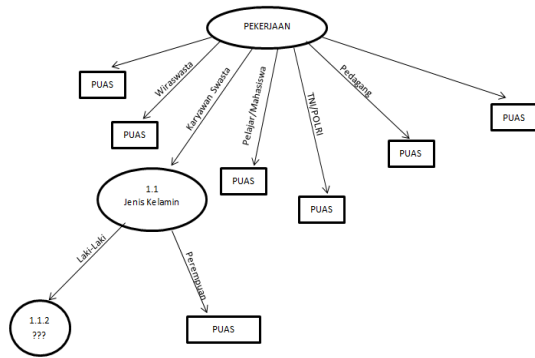 PEKERJAAN
PUAS
Wiraswasta
PUAS
Karyawan Swasta
Pelajar/Mahasiswa
PUAS
TNI/POLRI
PUAS
Pedagang
PUAS
PUAS
1.1
Jenis Kelamin
Laki-Laki
Perempuan
1.1.2
???
PUAS